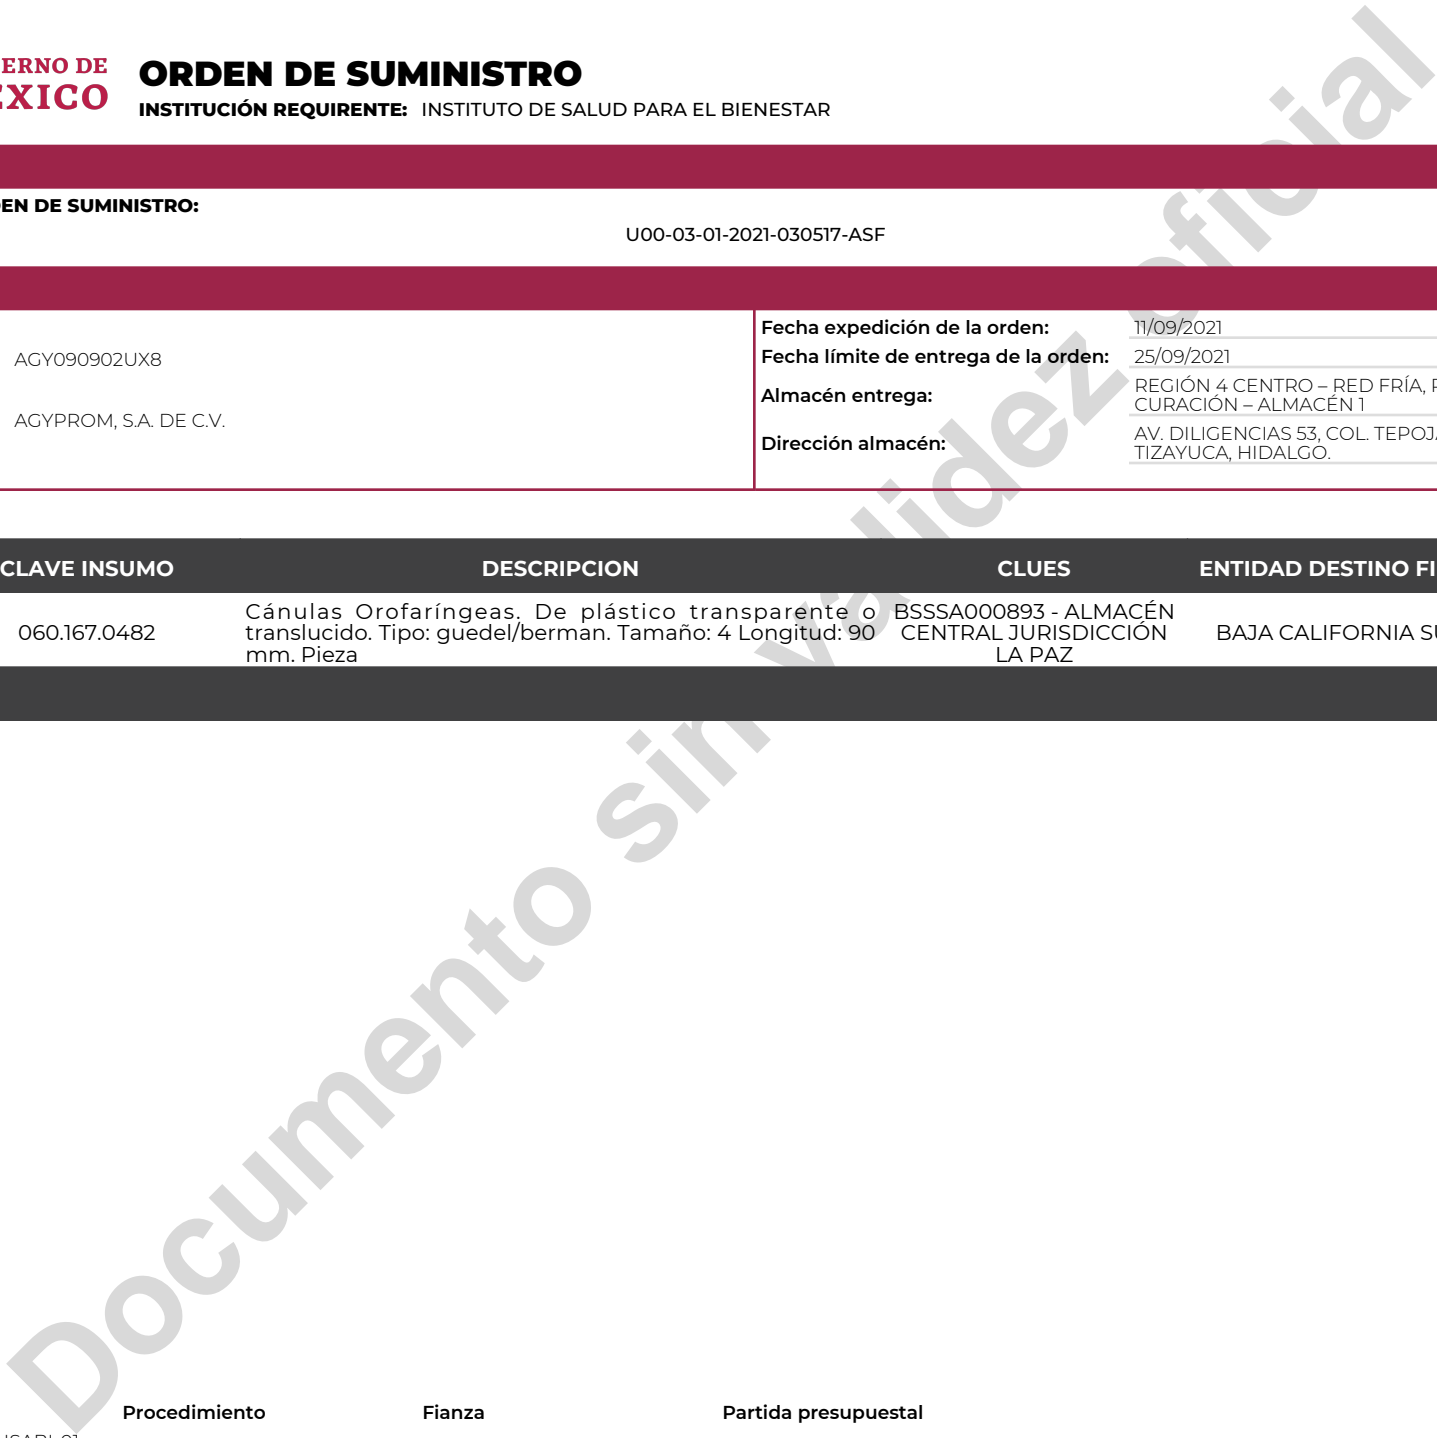 ERNO DE
EXICO
ORDEN DE SUMINISTRO
INSTITUCIÓN REQUIRENTE: INSTITUTO DE SALUD PARA EL BIENESTAR
EN DE SUMINISTRO:
U00-03-01-2021-030517-ASF
AGY090902UX8
AGYPROM, S.A. DE C.V.
Fecha expedición de la orden: 11/09/2021
Fecha límite de entrega de la orden: 25/09/2021
Almacén entrega: REGIÓN 4 CENTRO – RED FRÍA,
CURACIÓN – ALMACÉN 1
Dirección almacén: AV. DILIGENCIAS 53, COL. TEPOJA
TIZAYUCA, HIDALGO.
CLAVE INSUMO DESCRIPCION CLUES ENTIDAD DESTINO FI
060.167.0482
Cánulas Orofaríngeas. De plástico transparente o
translucido. Tipo: guedel/berman. Tamaño: 4 Longitud: 90
mm. Pieza
BSSSA000893 - ALMACÉN
CENTRAL JURISDICCIÓN
LA PAZ
BAJA CALIFORNIA SU
Documento sin validez oficial
Procedimiento Fianza Partida presupuestal